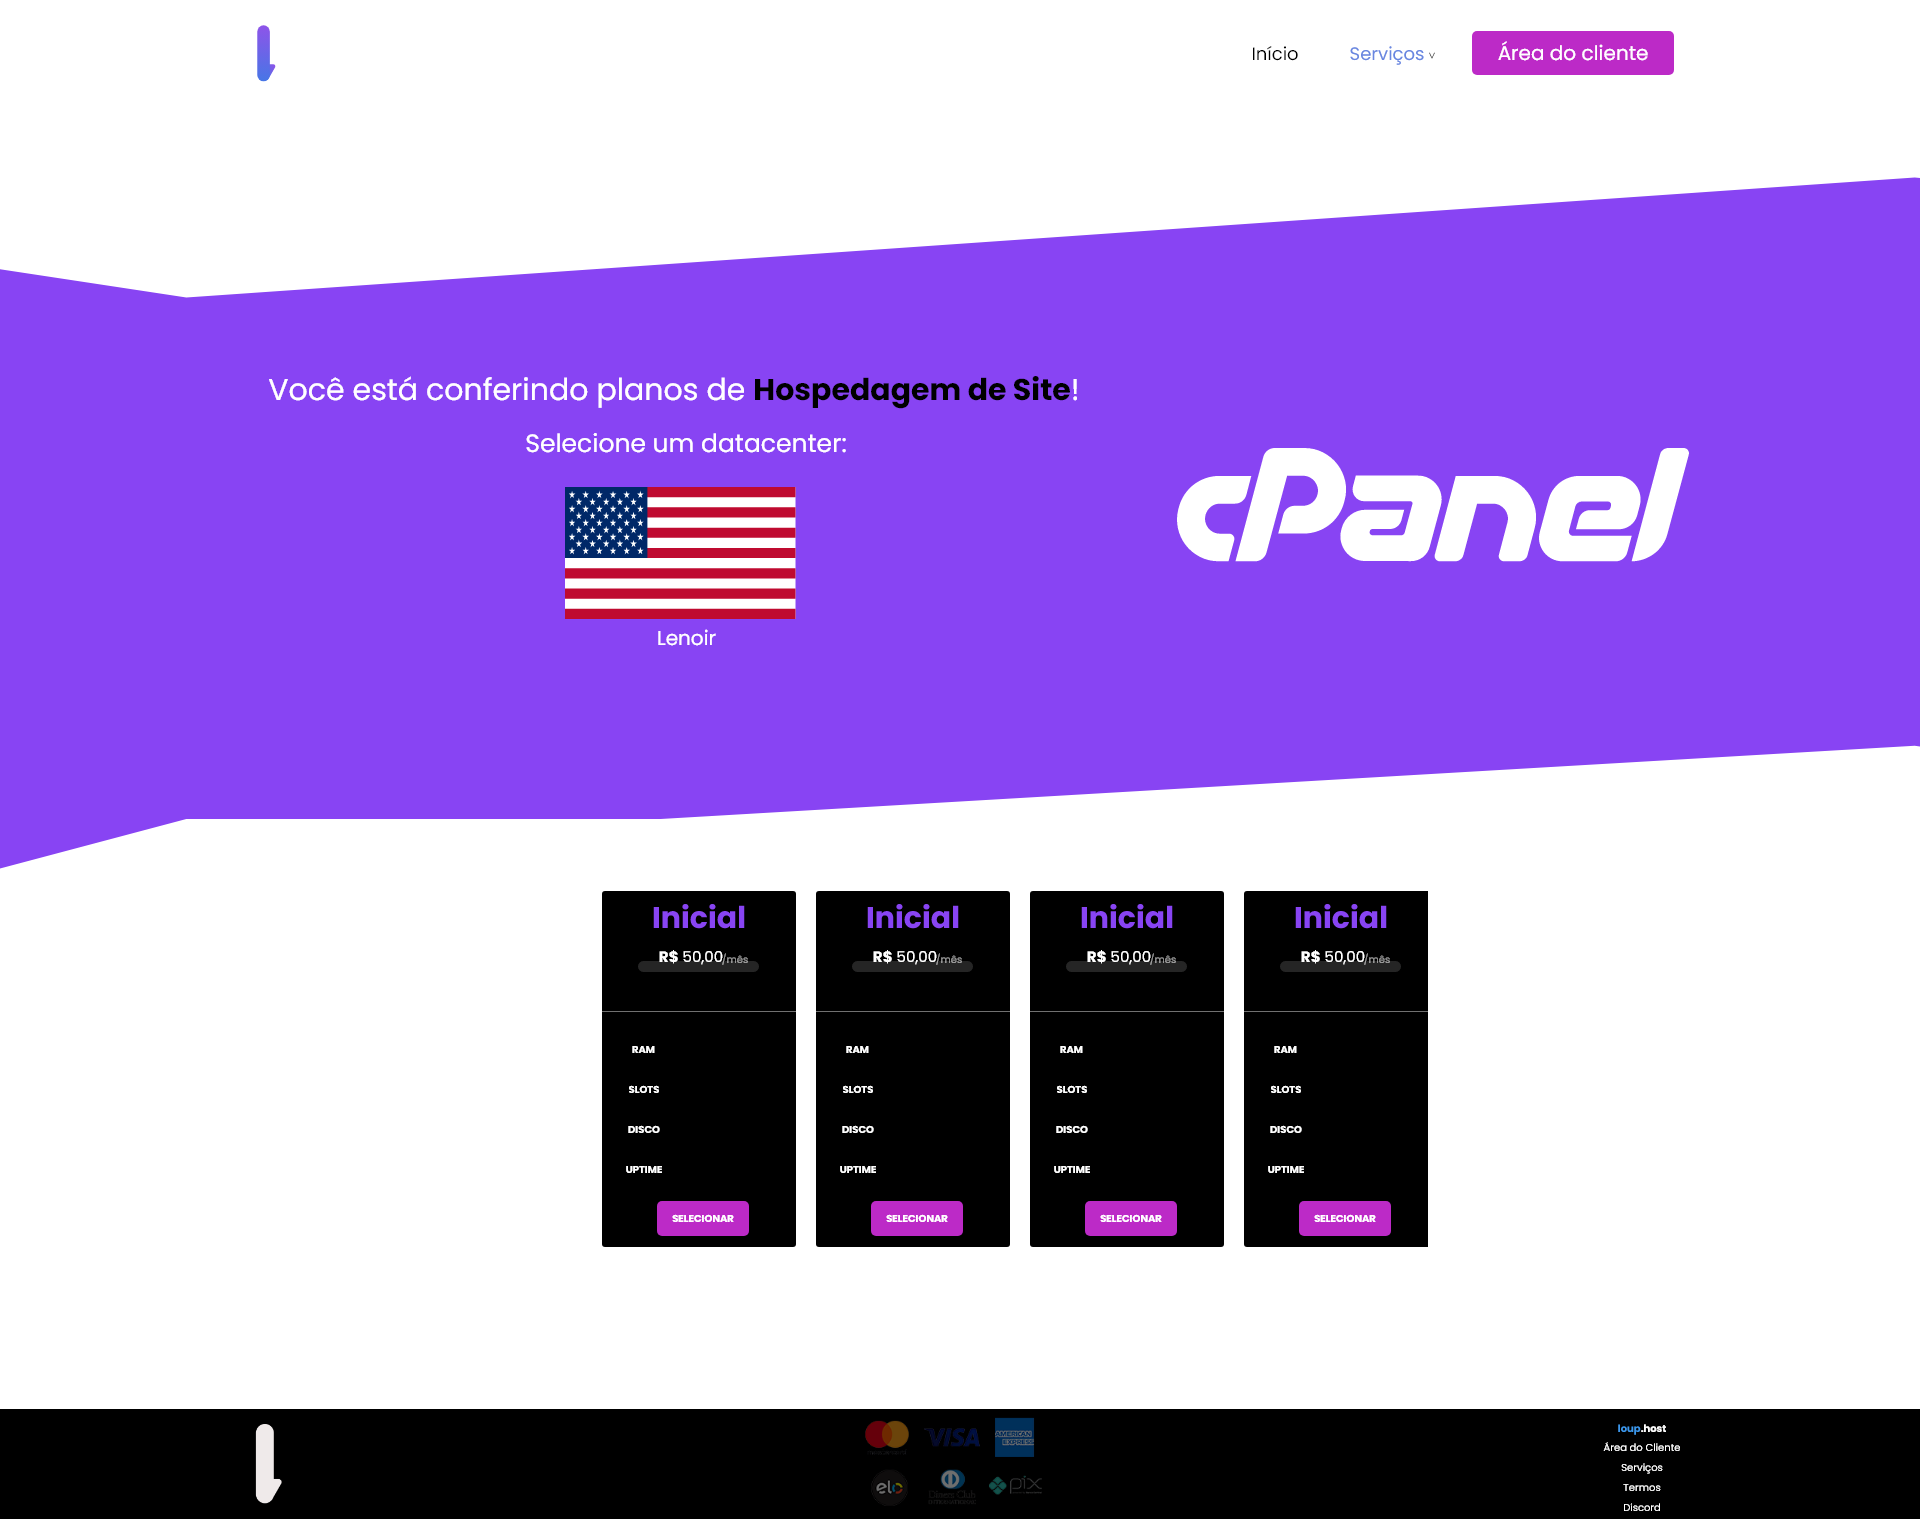 Início
Serviços v
Área do cliente
Você está conferindo planos de Hospedagem de Site!
Selecione um datacenter:
Lenoir
cPanel
Inicial
R$ 50,00/mês
RAM
SLOTS
DISCO
UPTIME
SELECIONAR
Inicial
R$ 50,00/mês
RAM
SLOTS
DISCO
UPTIME
SELECIONAR
Inicial
R$ 50,00/mês
RAM
SLOTS
DISCO
UPTIME
SELECIONAR
Inicial
R$ 50,00/mês
RAM
SLOTS
DISCO
UPTIME
SELECIONAR
VISA
AMERICAN
EXPRESS
elo
Diners Club
pix
loup.host
Área do Cliente
Serviços
Termos
Discord